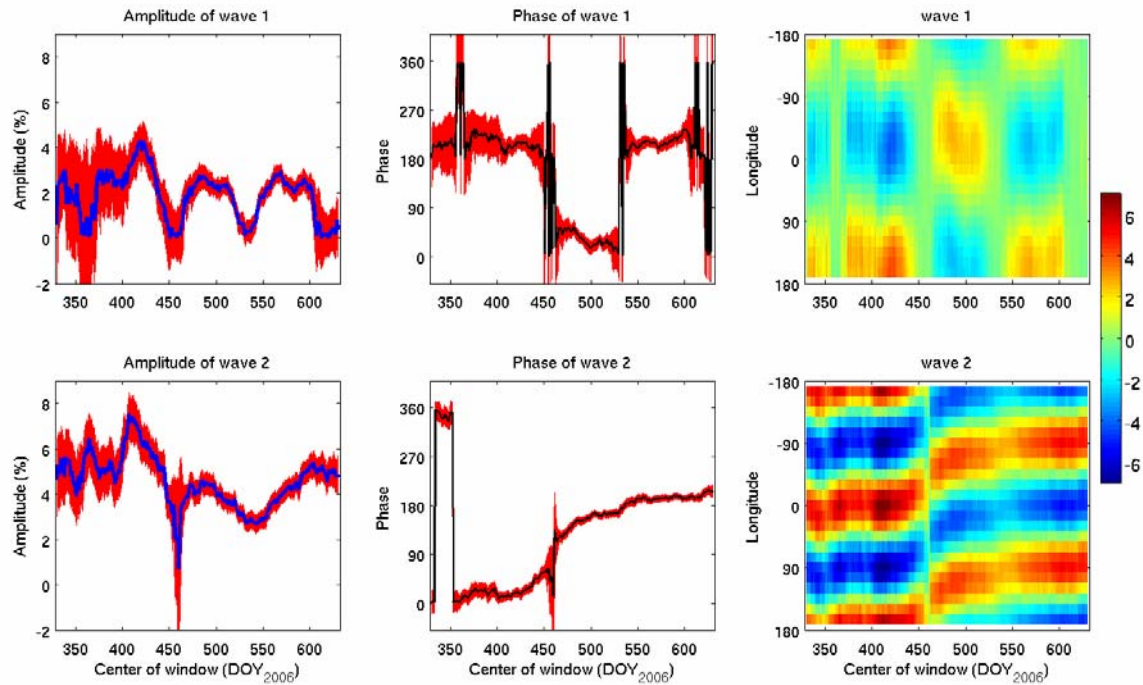 Amplitude of wave 1
Phase of wave 1
wave 1
Amplitude (%)
8
6
4
2
0
-2
350 400 450 500 550 600
Phase
360
270
180
90
0
350 400 450 500 550 600
Longitude
-180
-90
0
90
180
350 400 450 500 550 600
6
4
2
0
-2
-4
-6
Amplitude of wave 2
Phase of wave 2
wave 2
Amplitude (%)
8
6
4
2
0
-2
350 400 450 500 550 600
Center of window (DOY2006)
Phase
360
270
180
90
0
350 400 450 500 550 600
Center of window (DOY2006)
Longitude
-180
-90
0
90
180
350 400 450 500 550 600
Center of window (DOY2006)